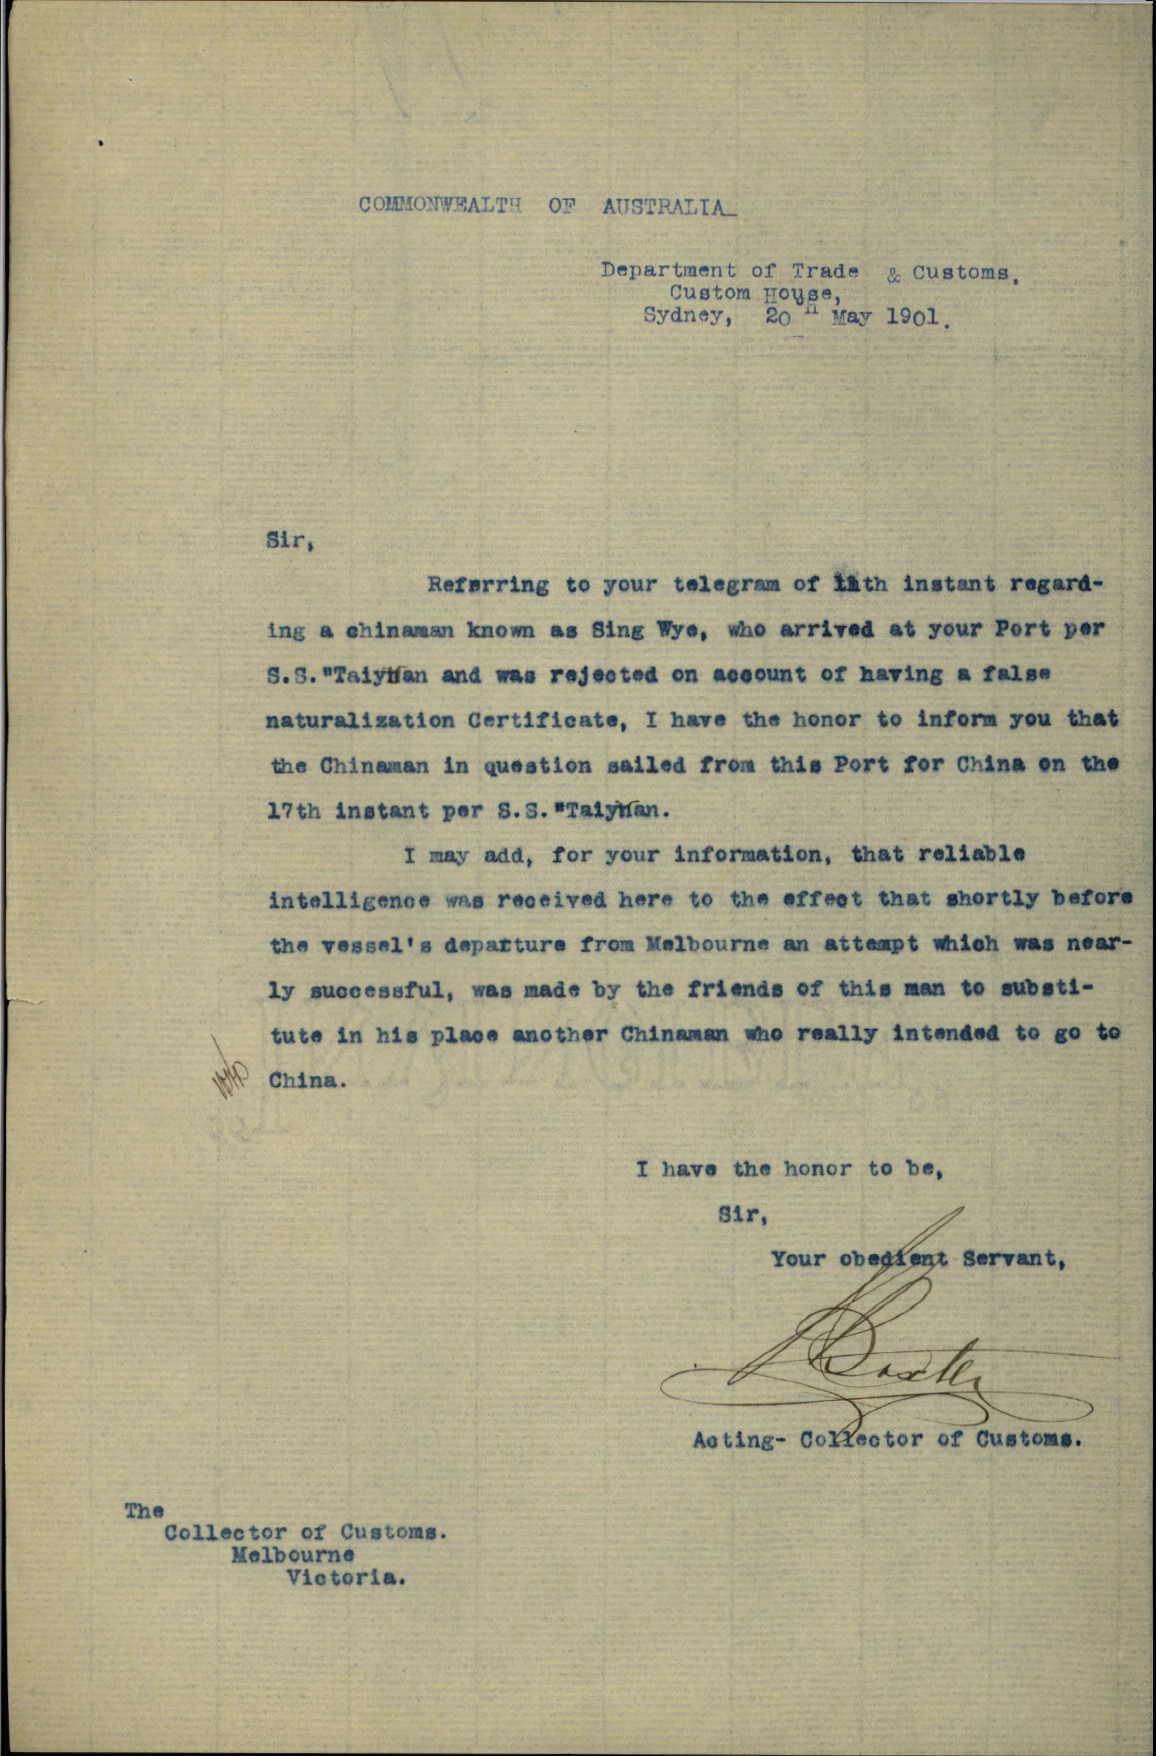 COMMONWEALTH OF AUSTRALIA
Department of Trade & Customs.
Custom House,
Sydney, 20 May 1901.
Sir,
Referring to your telegram of 11th instant regard-
ing a chinaman known as Sing Wye, who arrived at your Port per
S.S."Taiyuan and was rejected on account of having a false
naturalization Certificate, I have the honor to inform you that
the Chinaman in question sailed from this Port for China on the
17th instant per S.S."Taiyuan.
I may add, for your information, that reliable
intelligence was received here to the effect that shortly before
the vessel's departure from Melbourne an attempt which was near-
ly successful, was made by the friends of this man to substi-
tute in his place another Chinaman who really intended to go to
China.
I have the honor to be,
Sir,
Your obedient Servant,
Baxter
Acting- Collector of Customs.
The
Collector of Customs.
Melbourne
Victoria.